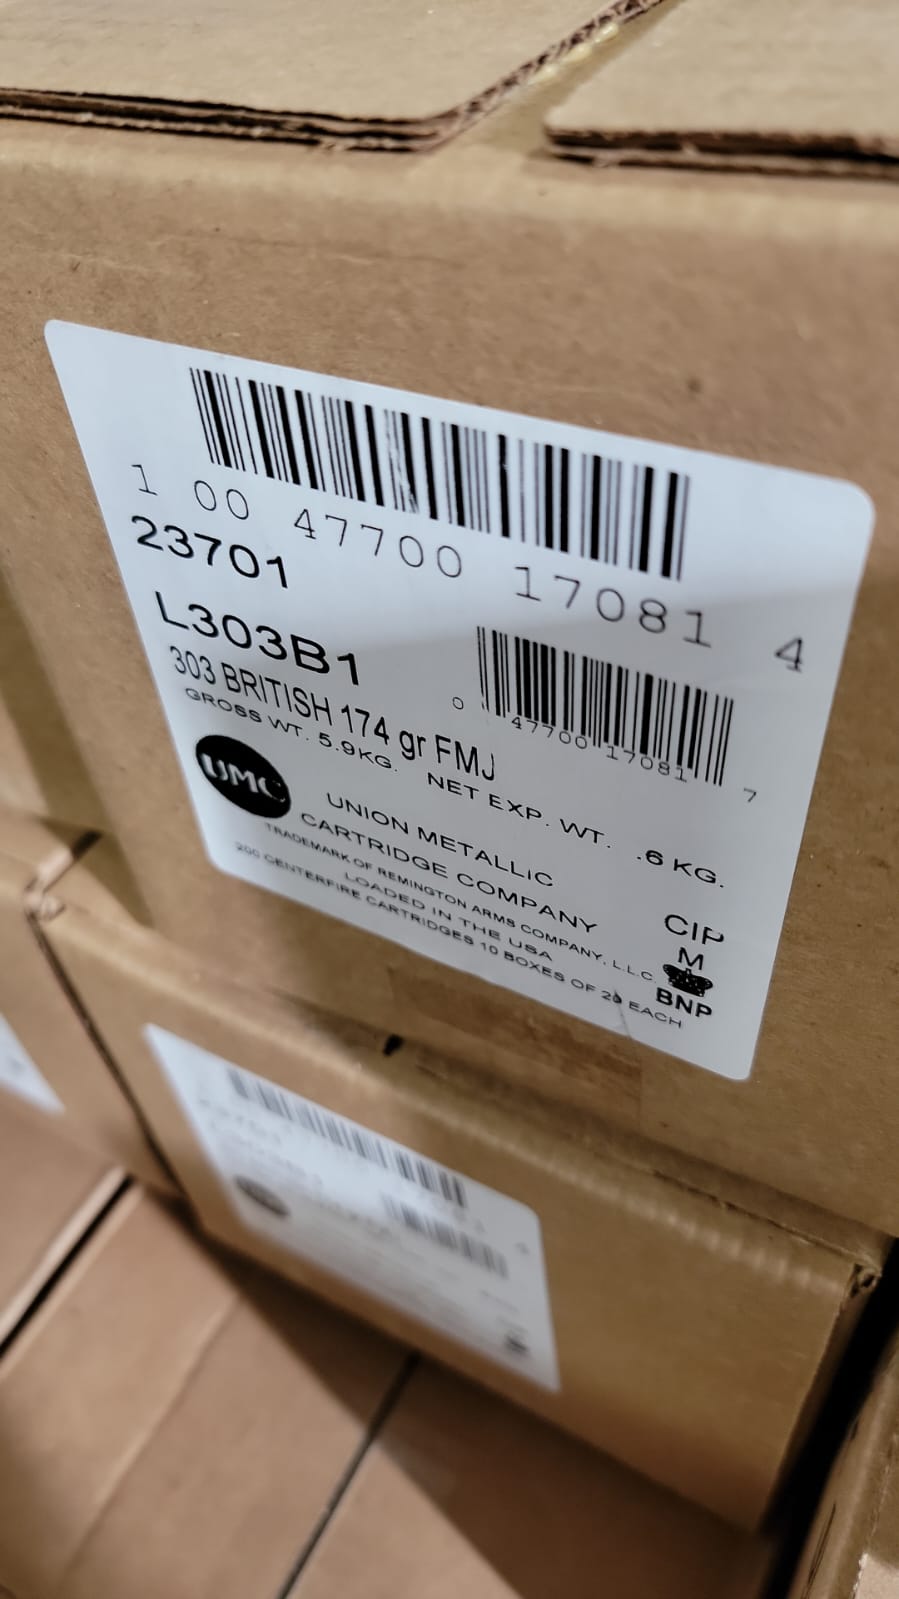 1 00 47700 17081 4
23701
L303B1
303 BRITISH 174 gr FMJ
0 47700 17081 7
GROSS WT. 5.9KG. NET EXP. WT. .6 KG.
UMC
UNION METALLIC
CARTRIDGE COMPANY
TRADEMARK OF REMINGTON ARMS COMPANY, L.L.C.
LOADED IN THE USA
200 CENTERFIRE CARTRIDGES 10 BOXES OF 20 EACH
CIP
M
BNP